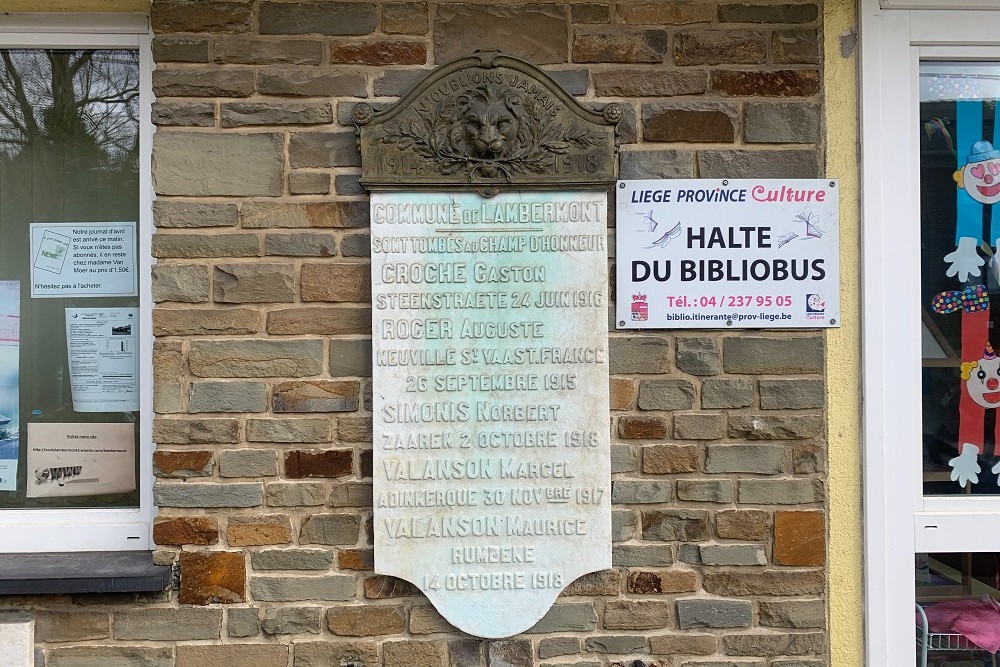 N'OUBLIONS JAMAIS
1914 1918
COMMUNE DE LAMBERMONT
SONT TOMBÉS AU CHAMP D'HONNEUR
CROCHE GASTON
STEENSTRAETE 24 JUIN 1916
ROGER AUGUSTE
NEUVILLE ST VAAST. FRANCE
26 SEPTEMBRE 1915
SIMONIS NORBERT
ZAAREN 2 OCTOBRE 1918
VALANSON MARCEL
ADINKERQUE 30 NOVBRE 1917
VALANSON MAURICE
RUMBEKE
14 OCTOBRE 1918
LIEGE PROViNCE Culture
HALTE
DU BIBLIOBUS
Tél. : 04 / 237 95 05
biblio.itinerante@prov-liege.be
Notre journal d'avril
est arrivé ce matin.
Si vous n'êtes pas
abonnés, il en reste
chez madame Van
Moer au prix d'1,50€.
N'hésitez pas à l'acheter.
Visitez notre site